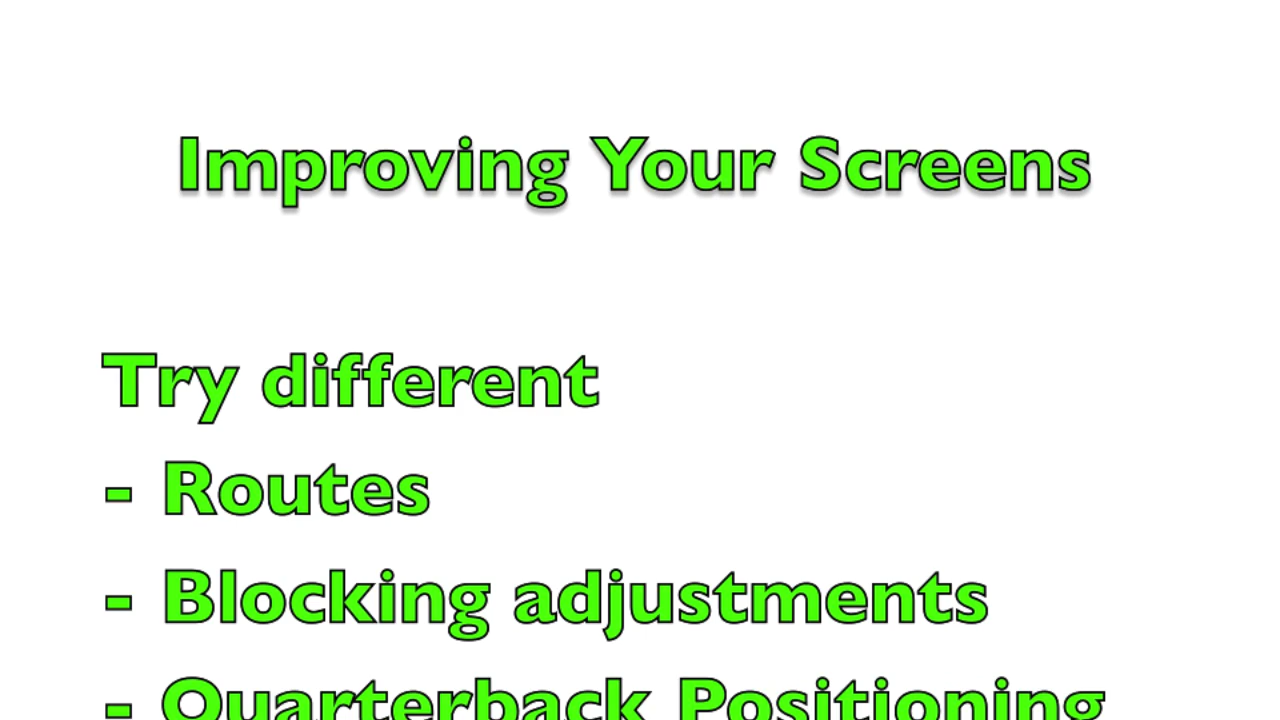 Improving Your Screens
Try different
- Routes
- Blocking adjustments
- Quarterback Positioning